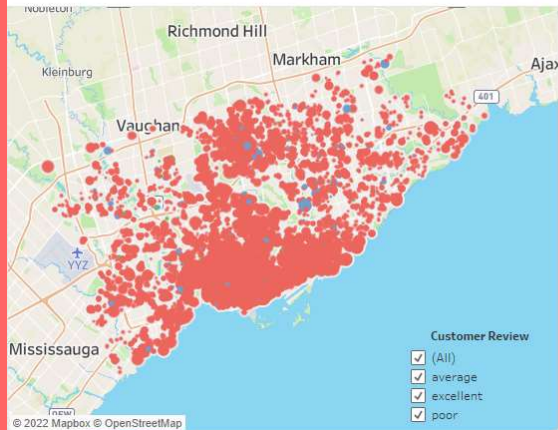 Nobleton
Richmond Hill
Markham
Kleinburg
Ajax
401
Vaughan
YYZ
Customer Review
(All)
Mississauga
average
excellent
QEW
poor
© 2022 Mapbox © OpenStreetMap